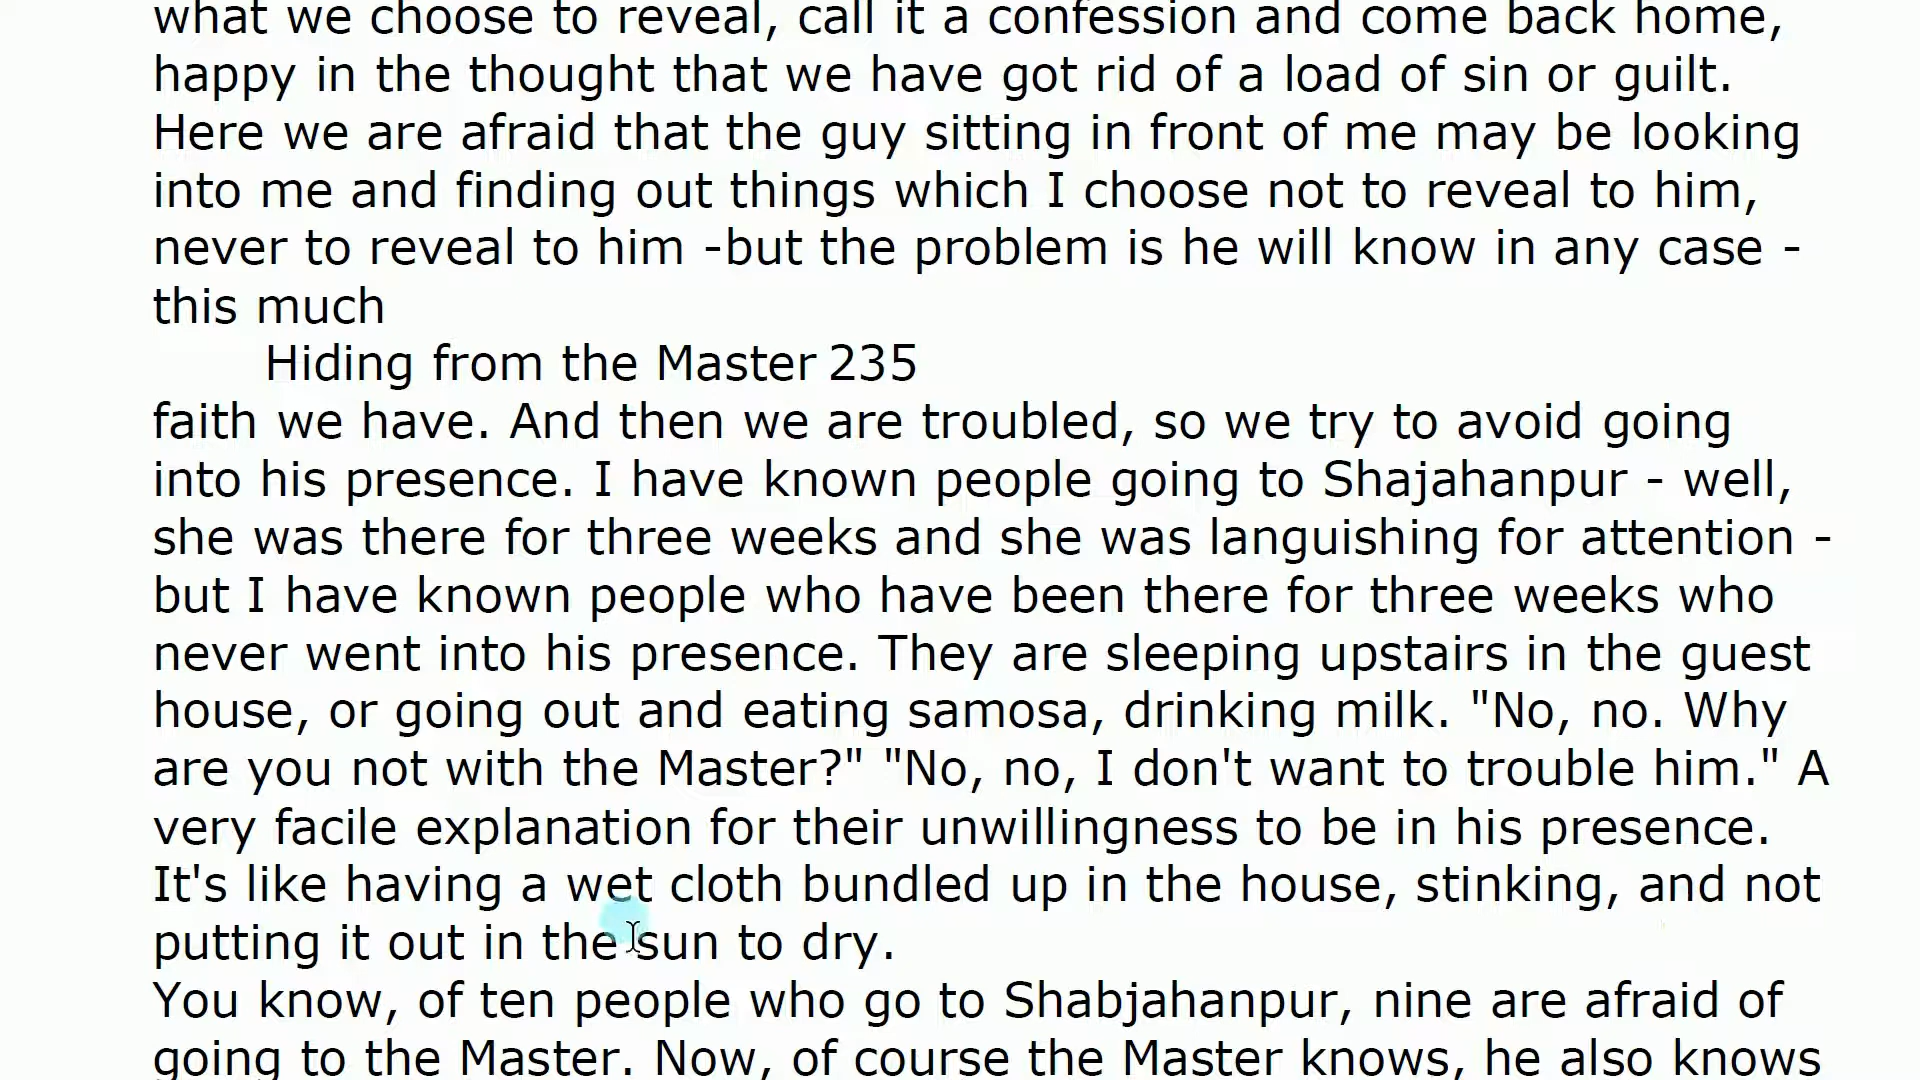 what we choose to reveal, call it a confession and come back home,
happy in the thought that we have got rid of a load of sin or guilt.
Here we are afraid that the guy sitting in front of me may be looking
into me and finding out things which I choose not to reveal to him,
never to reveal to him -but the problem is he will know in any case -
this much
Hiding from the Master 235
faith we have. And then we are troubled, so we try to avoid going
into his presence. I have known people going to Shajahanpur - well,
she was there for three weeks and she was languishing for attention -
but I have known people who have been there for three weeks who
never went into his presence. They are sleeping upstairs in the guest
house, or going out and eating samosa, drinking milk. "No, no. Why
are you not with the Master?" "No, no, I don't want to trouble him." A
very facile explanation for their unwillingness to be in his presence.
It's like having a wet cloth bundled up in the house, stinking, and not
putting it out in the sun to dry.
You know, of ten people who go to Shabjahanpur, nine are afraid of
going to the Master. Now, of course the Master knows, he also knows